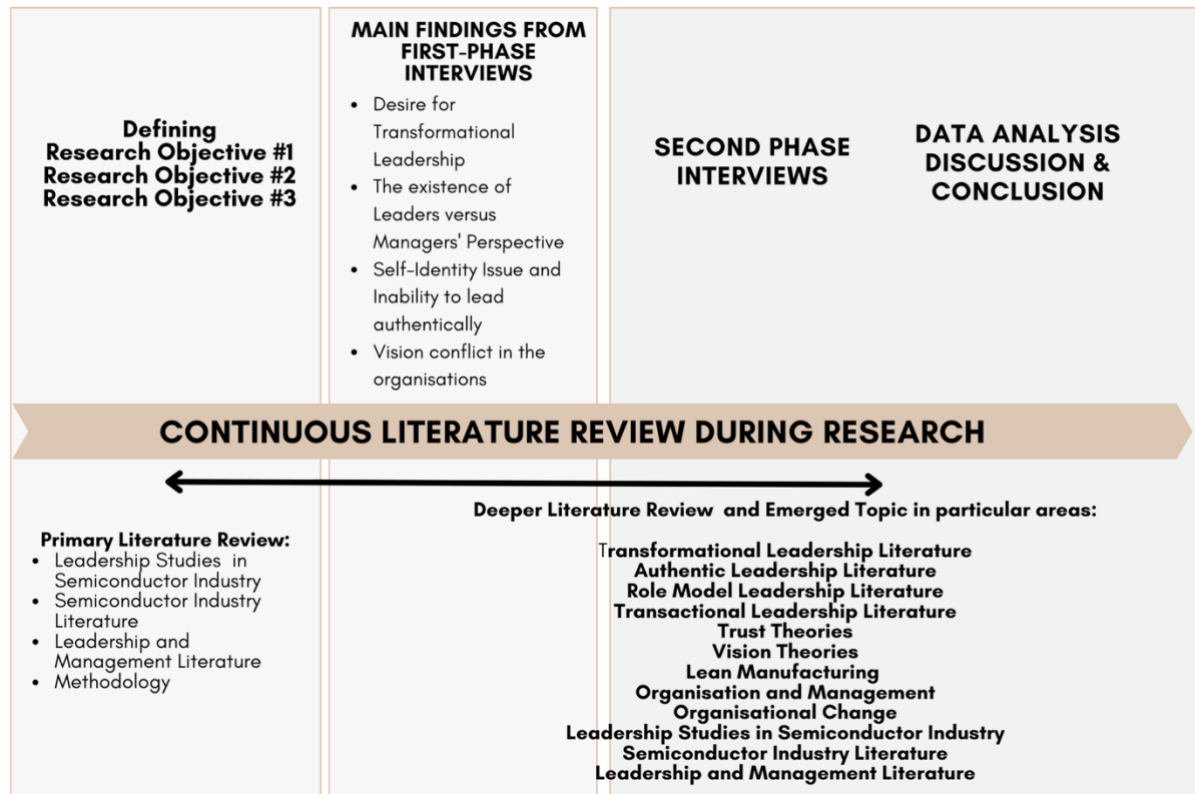 Defining
Research Objective #1
Research Objective #2
Research Objective #3
MAIN FINDINGS FROM
FIRST-PHASE
INTERVIEWS
• Desire for
Transformational
Leadership
• The existence of
Leaders versus
Managers' Perspective
• Self-Identity Issue and
Inability to lead
authentically
• Vision conflict in the
organisations
SECOND PHASE
INTERVIEWS
DATA ANALYSIS
DISCUSSION &
CONCLUSION
CONTINUOUS LITERATURE REVIEW DURING RESEARCH
Primary Literature Review:
• Leadership Studies in
Semiconductor Industry
• Semiconductor Industry
Literature
• Leadership and
Management Literature
• Methodology
Deeper Literature Review and Emerged Topic in particular areas:
Transformational Leadership Literature
Authentic Leadership Literature
Role Model Leadership Literature
Transactional Leadership Literature
Trust Theories
Vision Theories
Lean Manufacturing
Organisation and Management
Organisational Change
Leadership Studies in Semiconductor Industry
Semiconductor Industry Literature
Leadership and Management Literature